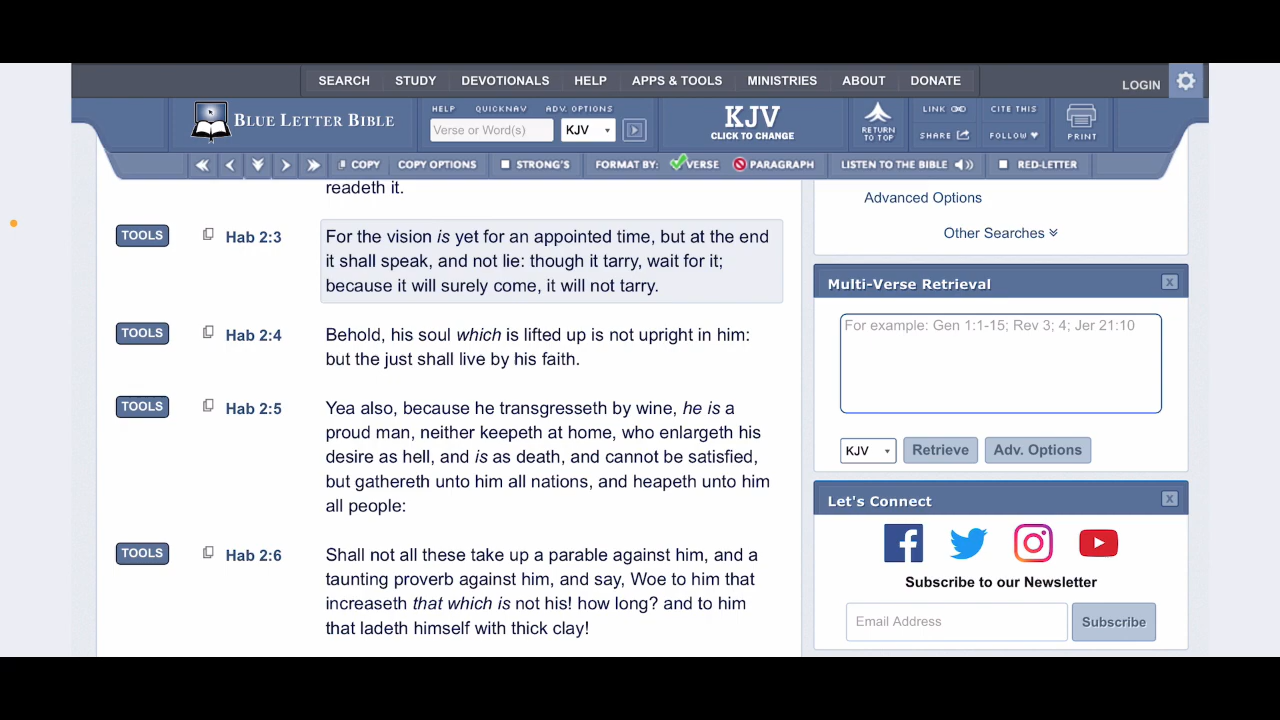 SEARCH STUDY DEVOTIONALS HELP APPS & TOOLS MINISTRIES ABOUT DONATE LOGIN
BLUE LETTER BIBLE
HELP QUICKNAV ADV. OPTIONS
Verse or Word(s) KJV
KJV
CLICK TO CHANGE
RETURN
TO TOP
LINK CITE THIS
SHARE FOLLOW
PRINT
COPY COPY OPTIONS STRONG'S FORMAT BY: VERSE PARAGRAPH LISTEN TO THE BIBLE RED-LETTER
readeth it.
TOOLS Hab 2:3 For the vision is yet for an appointed time, but at the end
it shall speak, and not lie: though it tarry, wait for it;
because it will surely come, it will not tarry.
TOOLS Hab 2:4 Behold, his soul which is lifted up is not upright in him:
but the just shall live by his faith.
TOOLS Hab 2:5 Yea also, because he transgresseth by wine, he is a
proud man, neither keepeth at home, who enlargeth his
desire as hell, and is as death, and cannot be satisfied,
but gathereth unto him all nations, and heapeth unto him
all people:
TOOLS Hab 2:6 Shall not all these take up a parable against him, and a
taunting proverb against him, and say, Woe to him that
increaseth that which is not his! how long? and to him
that ladeth himself with thick clay!
Advanced Options
Other Searches
Multi-Verse Retrieval X
For example: Gen 1:1-15; Rev 3; 4; Jer 21:10
KJV Retrieve Adv. Options
Let's Connect X
Subscribe to our Newsletter
Email Address Subscribe